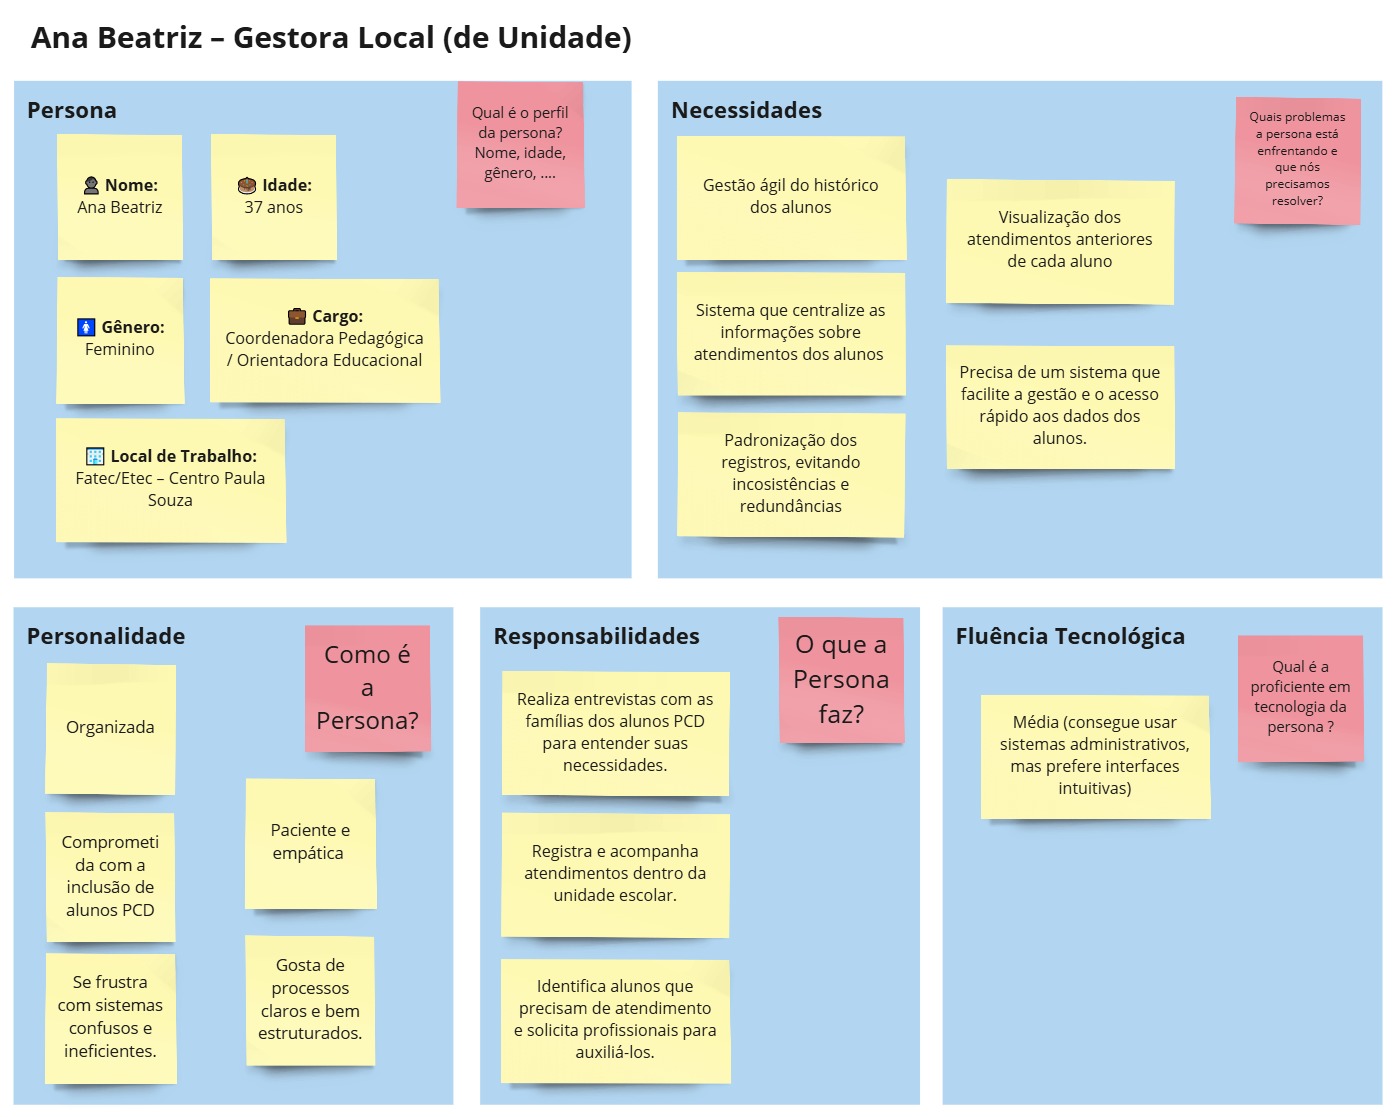 Ana Beatriz – Gestora Local (de Unidade)
Persona
Qual é o perfil
da persona?
Nome, idade,
gênero, ....
Nome:
Ana Beatriz
Idade:
37 anos
Gênero:
Feminino
Cargo:
Coordenadora Pedagógica
/ Orientadora Educacional
Local de Trabalho:
Fatec/Etec – Centro Paula
Souza
Necessidades
Quais problemas
a persona está
enfrentando e
que nós
precisamos
resolver?
Gestão ágil do histórico
dos alunos
Visualização dos
atendimentos anteriores
de cada aluno
Sistema que centralize as
informações sobre
atendimentos dos alunos
Precisa de um sistema que
facilite a gestão e o acesso
rápido aos dados dos
alunos.
Padronização dos
registros, evitando
incosistências e
redundâncias
Personalidade
Como é
a
Persona?
Organizada
Paciente e
empática
Comprometi
da com a
inclusão de
alunos PCD
Gosta de
processos
claros e bem
estruturados.
Se frustra
com sistemas
confusos e
ineficientes.
Responsabilidades
O que a
Persona
faz?
Realiza entrevistas com as
famílias dos alunos PCD
para entender suas
necessidades.
Registra e acompanha
atendimentos dentro da
unidade escolar.
Identifica alunos que
precisam de atendimento
e solicita profissionais para
auxiliá-los.
Fluência Tecnológica
Qual é a
proficiente em
tecnologia da
persona ?
Média (consegue usar
sistemas administrativos,
mas prefere interfaces
intuitivas)